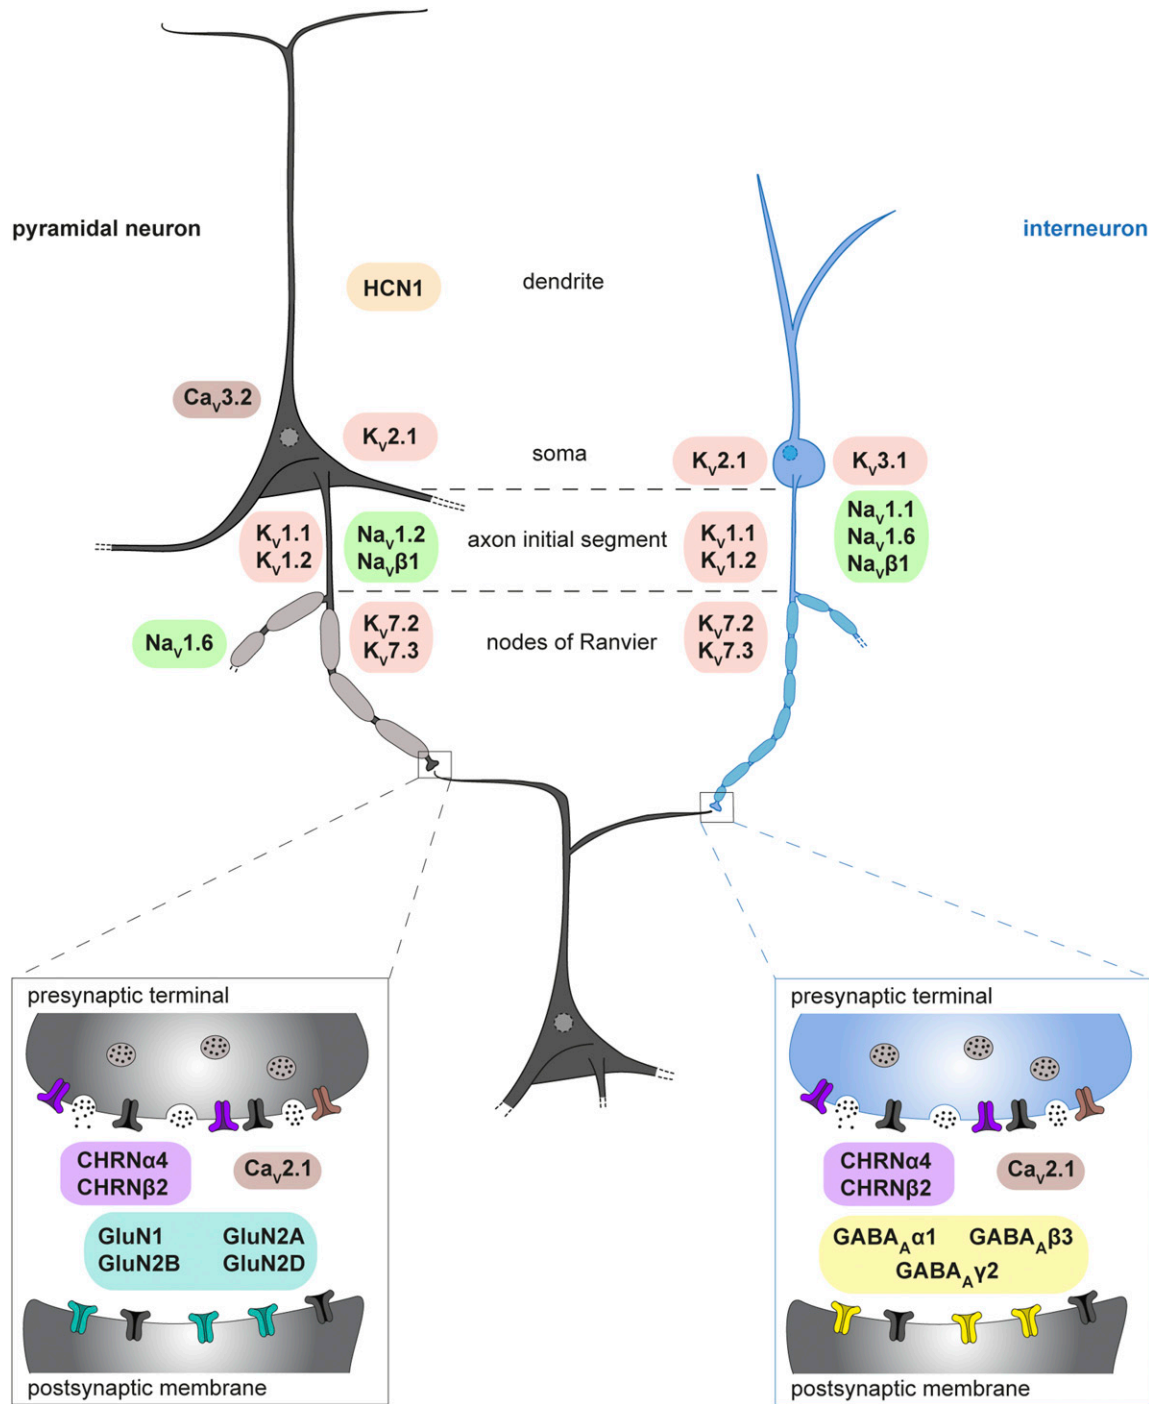 pyramidal neuron
interneuron
HCN1
dendrite
CaV3.2
KV2.1
soma
KV2.1
KV3.1
KV1.1
KV1.2
NaV1.2
NaVβ1
axon initial segment
KV1.1
KV1.2
NaV1.1
NaV1.6
NaVβ1
NaV1.6
KV7.2
KV7.3
nodes of Ranvier
KV7.2
KV7.3
presynaptic terminal
CHRNα4
CHRNβ2
CaV2.1
GluN1 GluN2A
GluN2B GluN2D
postsynaptic membrane
presynaptic terminal
CHRNα4
CHRNβ2
CaV2.1
GABAAα1 GABAAβ3
GABAAγ2
postsynaptic membrane